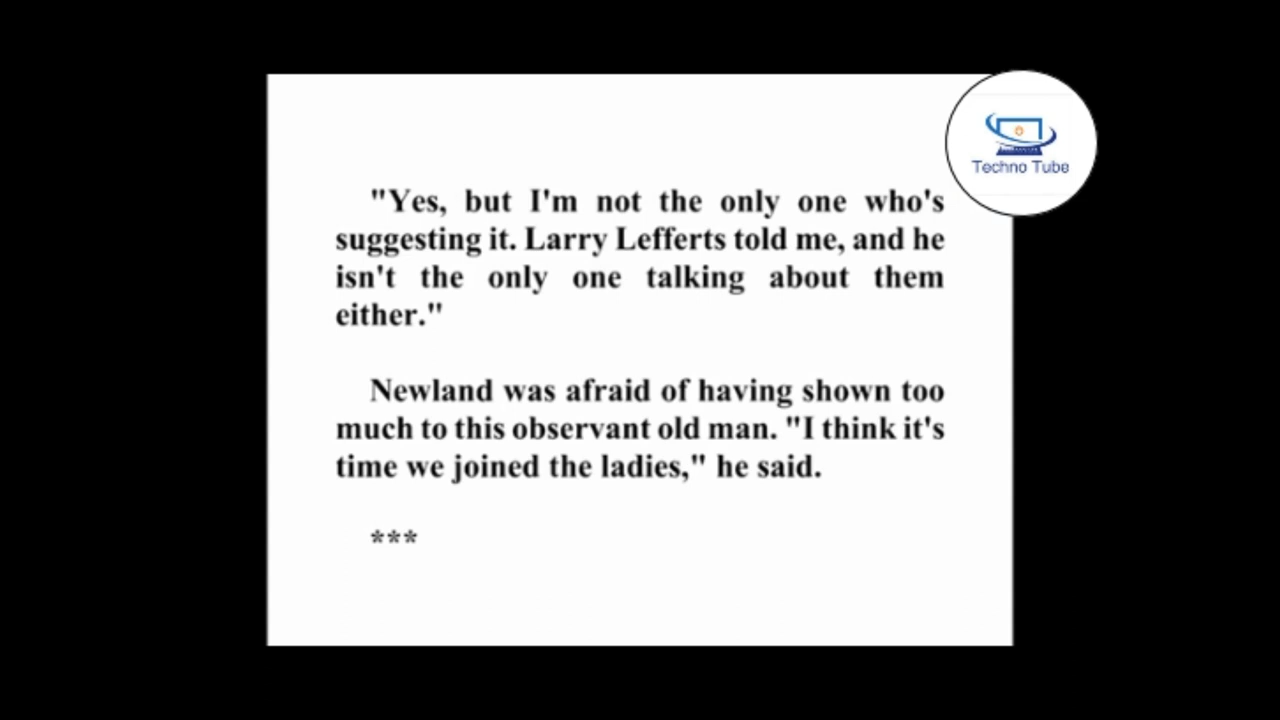 Techno Tube
"Yes, but I'm not the only one who's
suggesting it. Larry Lefferts told me, and he
isn't the only one talking about them
either."
Newland was afraid of having shown too
much to this observant old man. "I think it's
time we joined the ladies," he said.
***